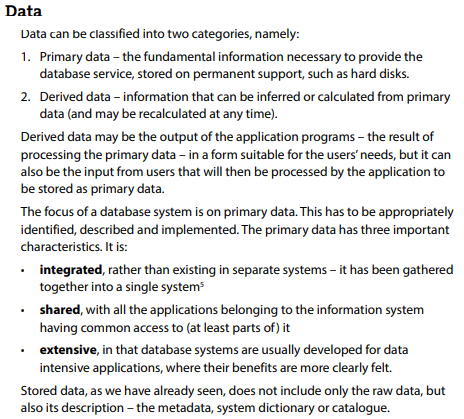 Data
Data can be classified into two categories, namely:
1. Primary data – the fundamental information necessary to provide the
database service, stored on permanent support, such as hard disks.
2. Derived data – information that can be inferred or calculated from primary
data (and may be recalculated at any time).
Derived data may be the output of the application programs – the result of
processing the primary data – in a form suitable for the users' needs, but it can
also be the input from users that will then be processed by the application to
be stored as primary data.
The focus of a database system is on primary data. This has to be appropriately
identified, described and implemented. The primary data has three important
characteristics. It is:
• integrated, rather than existing in separate systems – it has been gathered
together into a single system⁵
• shared, with all the applications belonging to the information system
having common access to (at least parts of) it
• extensive, in that database systems are usually developed for data
intensive applications, where their benefits are more clearly felt.
Stored data, as we have already seen, does not include only the raw data, but
also its description – the metadata, system dictionary or catalogue.